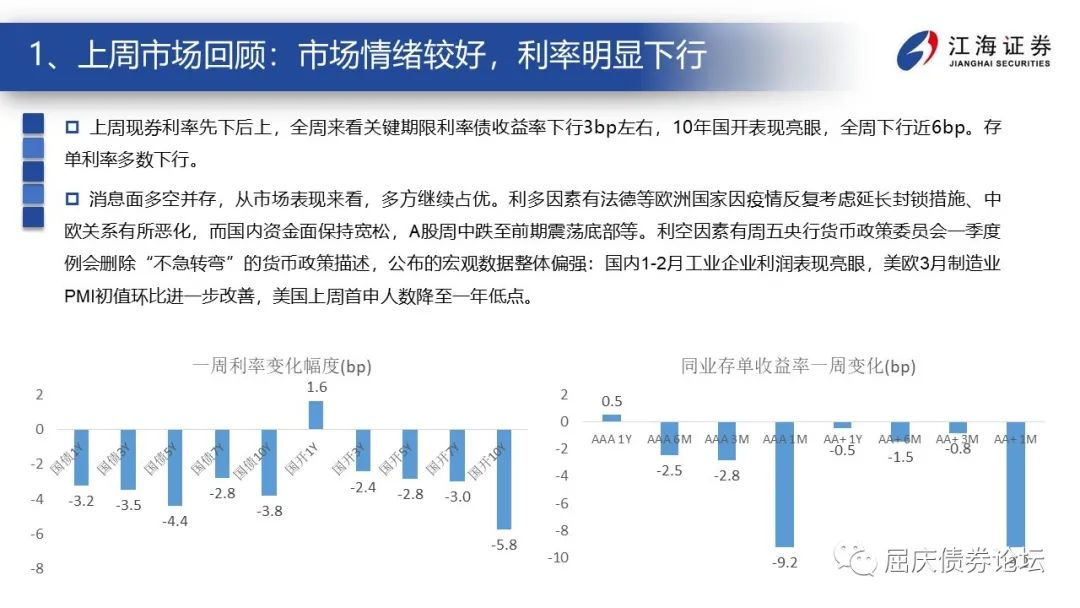 1、上周市场回顾：市场情绪较好，利率明显下行
江海证券
JIANGHAI SECURITIES
上周现券利率先下后上，全周来看关键期限利率债收益率下行3bp左右，10年国开表现亮眼，全周下行近6bp。存
单利率多数下行。
消息面多空并存，从市场表现来看，多方继续占优。利多因素有法德等欧洲国家因疫情反复考虑延长封锁措施、中
欧关系有所恶化，而国内资金面保持宽松，A股周中跌至前期震荡底部等。利空因素有周五央行货币政策委员会一季度
例会删除“不急转弯”的货币政策描述，公布的宏观数据整体偏强：国内1-2月工业企业利润表现亮眼，美欧3月制造业
PMI初值环比进一步改善，美国上周首申人数降至一年低点。
一周利率变化幅度(bp)
2
0
-2
-4
-6
-8
国债1Y
国债3Y
国债5Y
国债7Y
国债10Y
国开1Y
国开3Y
国开5Y
国开7Y
国开10Y
-3.2
-3.5
-4.4
-2.8
-3.8
1.6
-2.4
-2.8
-3.0
-5.8
同业存单收益率一周变化(bp)
2
0
-2
-4
-6
-8
-10
AAA 1Y
AAA 6M
AAA 3M
AAA 1M
AA+ 1Y
AA+ 6M
AA+ 3M
AA+ 1M
0.5
-2.5
-2.8
-9.2
-0.5
-1.5
-0.8
屈庆债券论坛